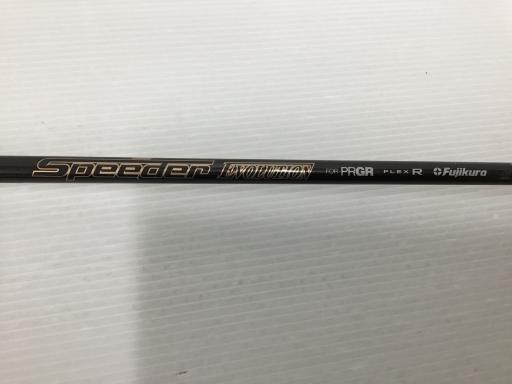 Speeder EVOLUTION FOR PRGR FLEX R Fujikura